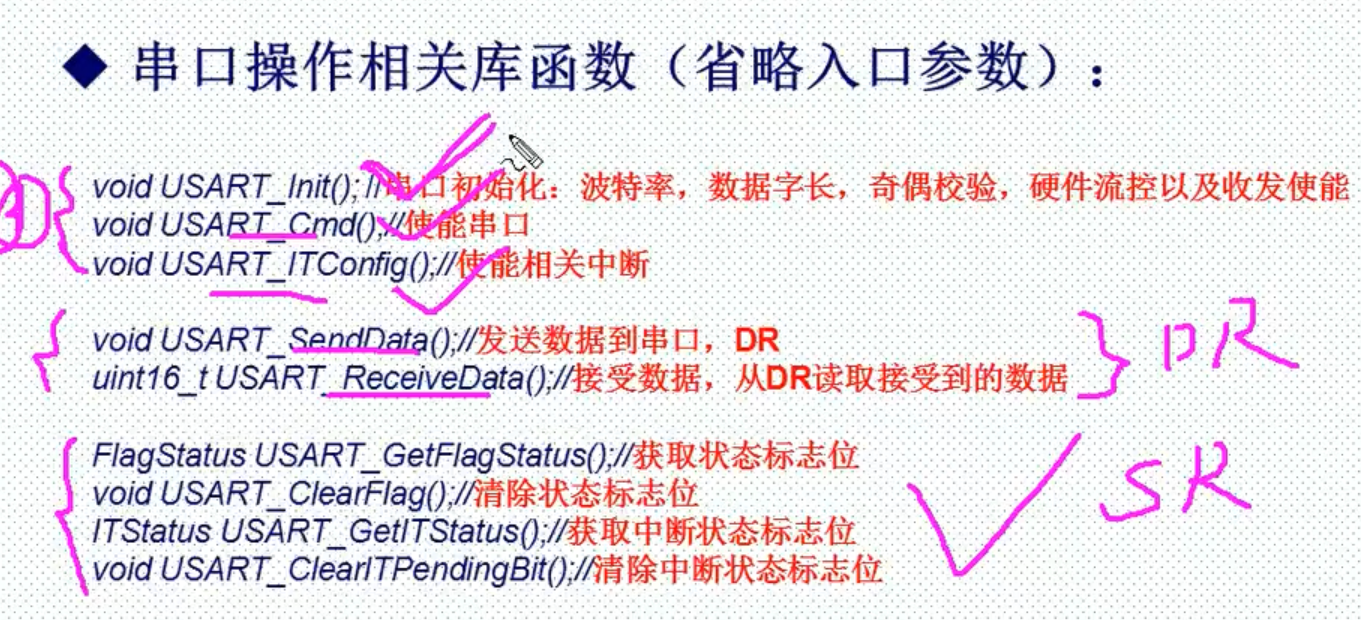 ◆ 串口操作相关库函数（省略入口参数）：
void USART_Init(); //串口初始化：波特率，数据字长，奇偶校验，硬件流控以及收发使能
void USART_Cmd();//使能串口
void USART_ITConfig();//使能相关中断
void USART_SendData();//发送数据到串口，DR
uint16_t USART_ReceiveData();//接受数据，从DR读取接受到的数据
DR
FlagStatus USART_GetFlagStatus();//获取状态标志位
void USART_ClearFlag();//清除状态标志位
ITStatus USART_GetITStatus();//获取中断状态标志位
void USART_ClearITPendingBit();//清除中断状态标志位
SR